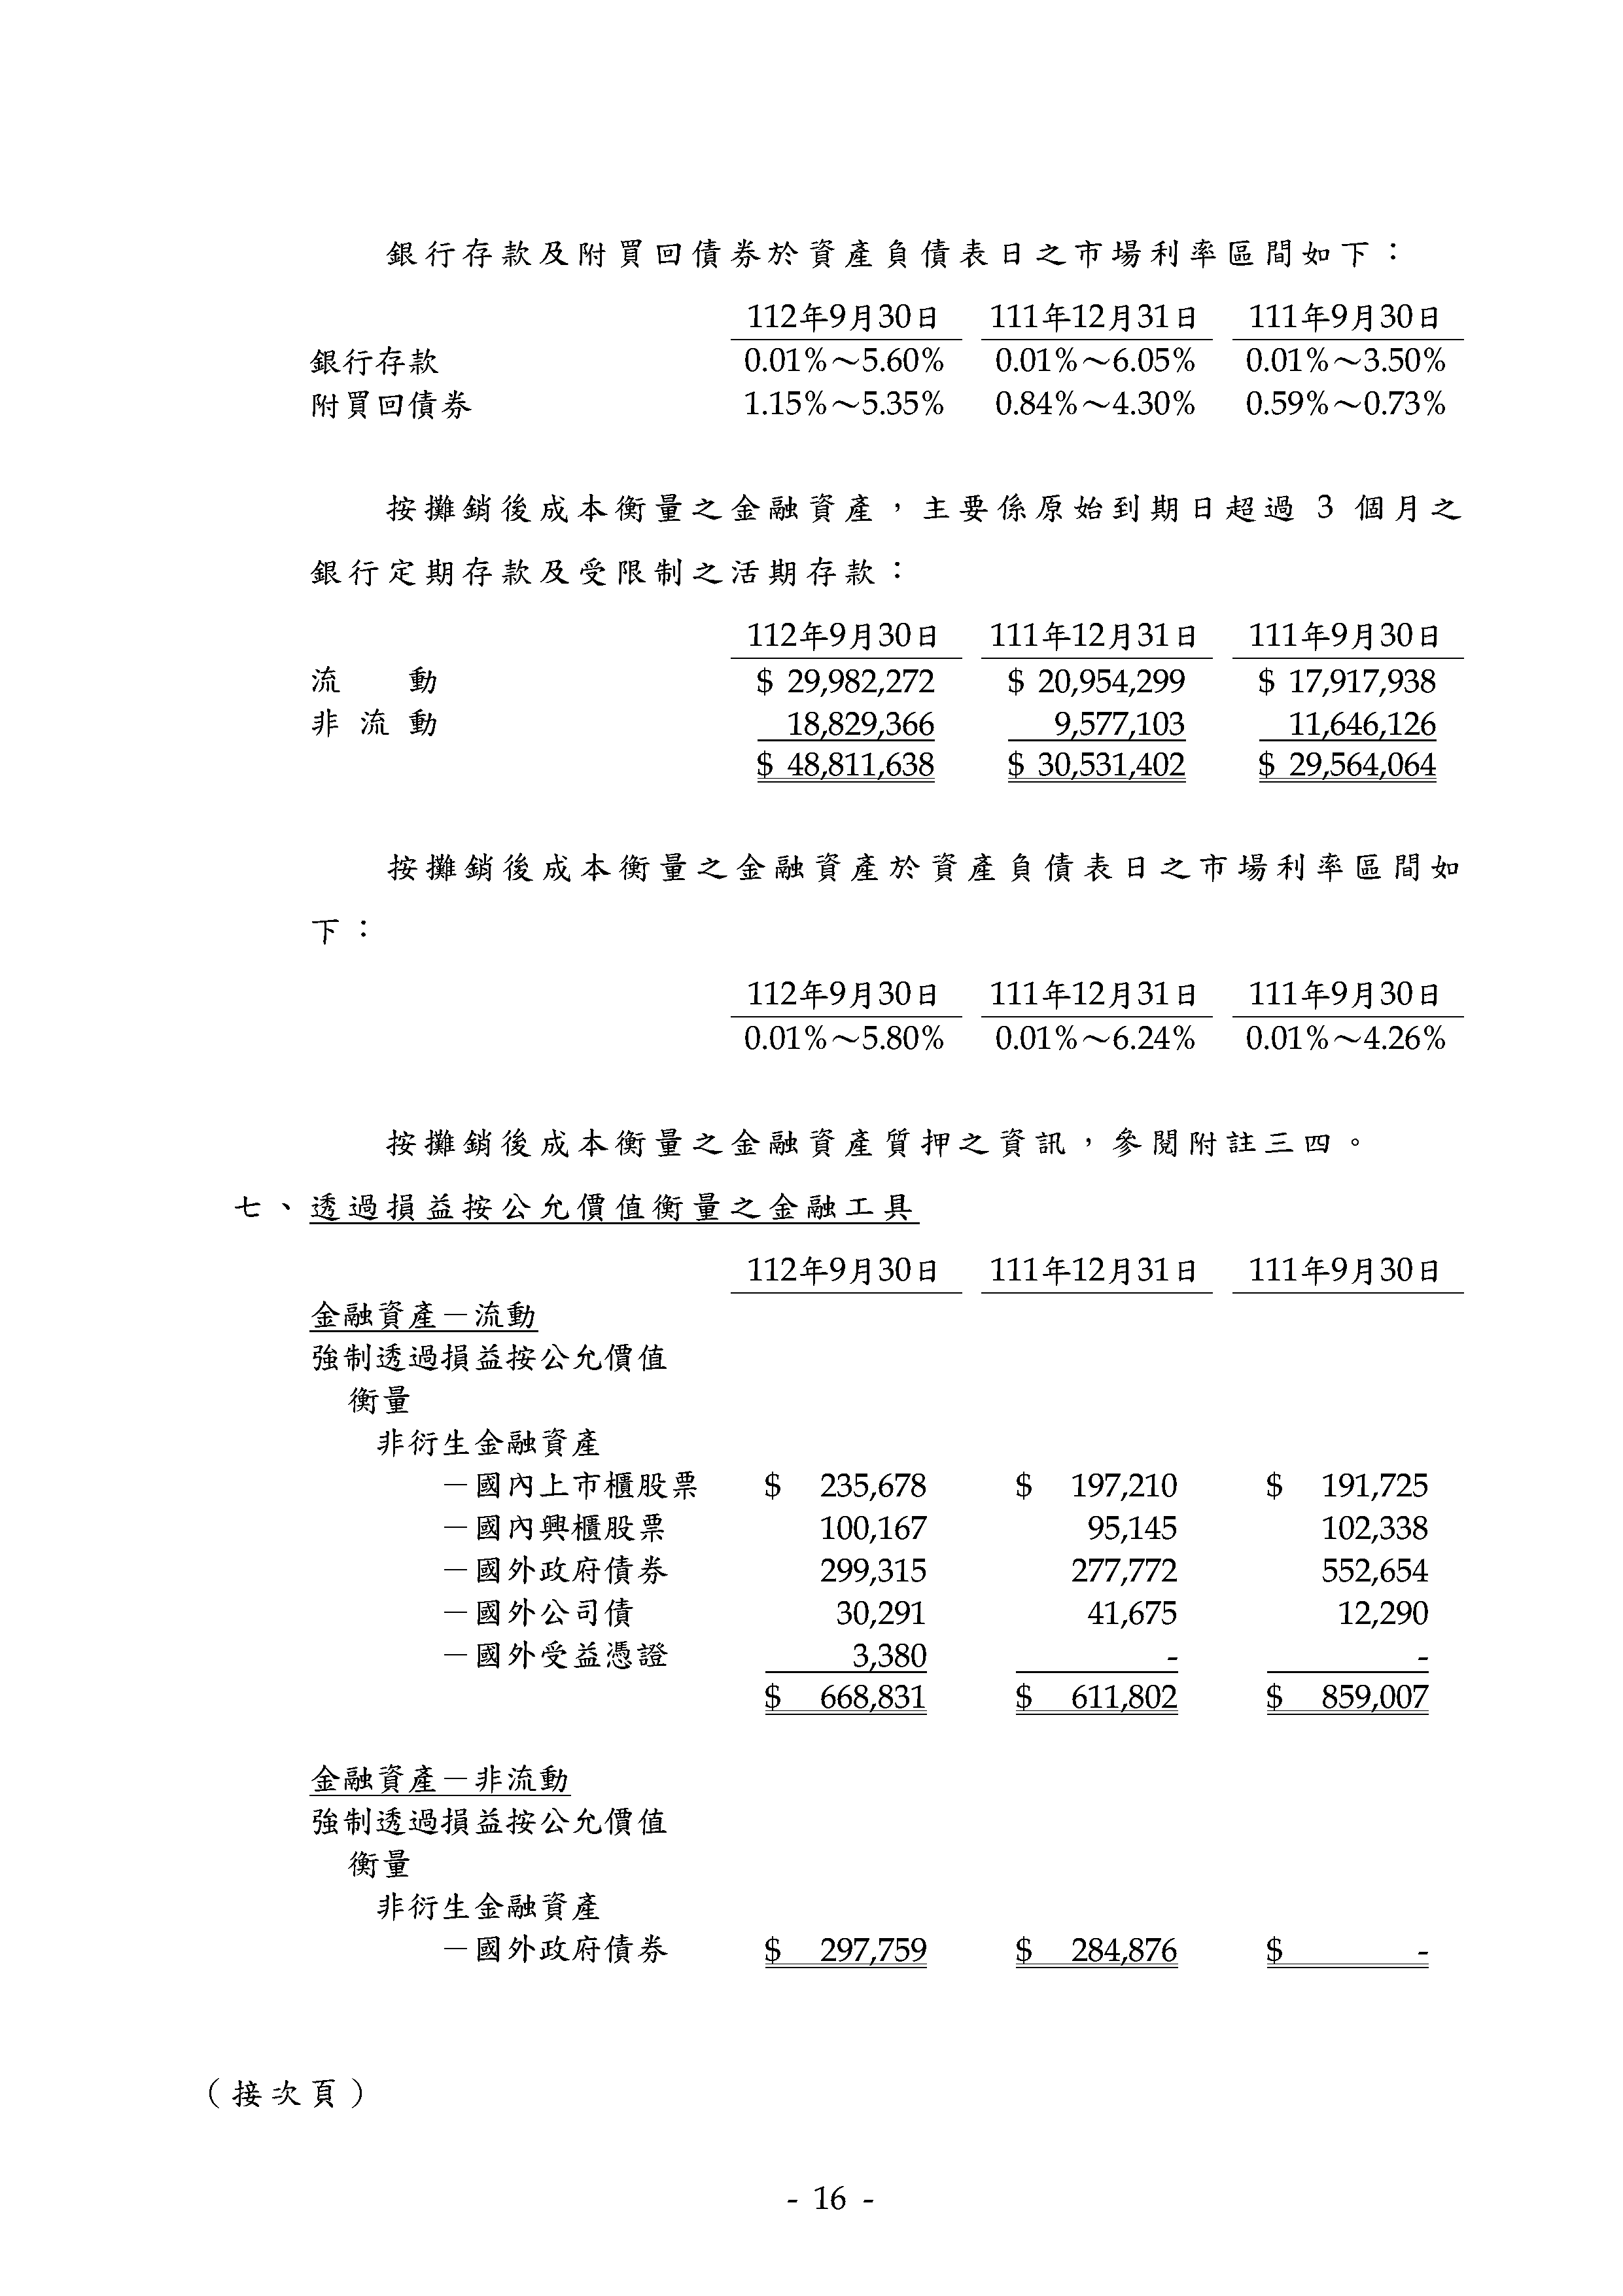 銀行存款及附買回債券於資產負債表日之市場利率區間如下：
112年9月30日 111年12月31日 111年9月30日
銀行存款 0.01%～5.60% 0.01%～6.05% 0.01%～3.50%
附買回債券 1.15%～5.35% 0.84%～4.30% 0.59%～0.73%
按攤銷後成本衡量之金融資產，主要係原始到期日超過 3 個月之
銀行定期存款及受限制之活期存款：
112年9月30日 111年12月31日 111年9月30日
流　　動 $ 29,982,272 $ 20,954,299 $ 17,917,938
非 流 動 18,829,366 9,577,103 11,646,126
$ 48,811,638 $ 30,531,402 $ 29,564,064
按攤銷後成本衡量之金融資產於資產負債表日之市場利率區間如
下：
112年9月30日 111年12月31日 111年9月30日
0.01%～5.80% 0.01%～6.24% 0.01%～4.26%
按攤銷後成本衡量之金融資產質押之資訊，參閱附註三四。
七、透過損益按公允價值衡量之金融工具
112年9月30日 111年12月31日 111年9月30日
金融資產－流動
強制透過損益按公允價值
衡量
非衍生金融資產
－國內上市櫃股票 $ 235,678 $ 197,210 $ 191,725
－國內興櫃股票 100,167 95,145 102,338
－國外政府債券 299,315 277,772 552,654
－國外公司債 30,291 41,675 12,290
－國外受益憑證 3,380 - -
$ 668,831 $ 611,802 $ 859,007
金融資產－非流動
強制透過損益按公允價值
衡量
非衍生金融資產
－國外政府債券 $ 297,759 $ 284,876 $ -
（接次頁）
- 16 -